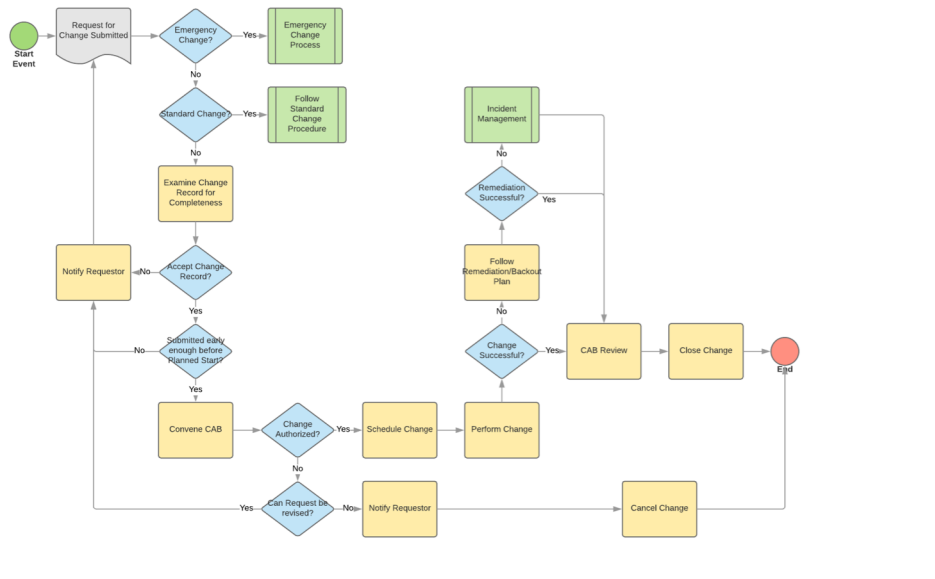 Request for
Change Submitted
Emergency
Change?
Yes
Emergency
Change
Process
Start
Event
No
Standard Change?
Yes
Follow
Standard
Change
Procedure
Incident
Management
No
No
Examine Change
Record for
Completeness
Remediation
Successful?
Yes
Notify Requestor
No
Accept Change
Record?
Follow
Remediation/Backout
Plan
Yes
No
No
Submitted early
enough before
Planned Start?
Change
Successful?
Yes
CAB Review
Close Change
End
Yes
Convene CAB
Change
Authorized?
Yes
Schedule Change
Perform Change
No
Yes
Can Request be
revised?
No
Notify Requestor
Cancel Change